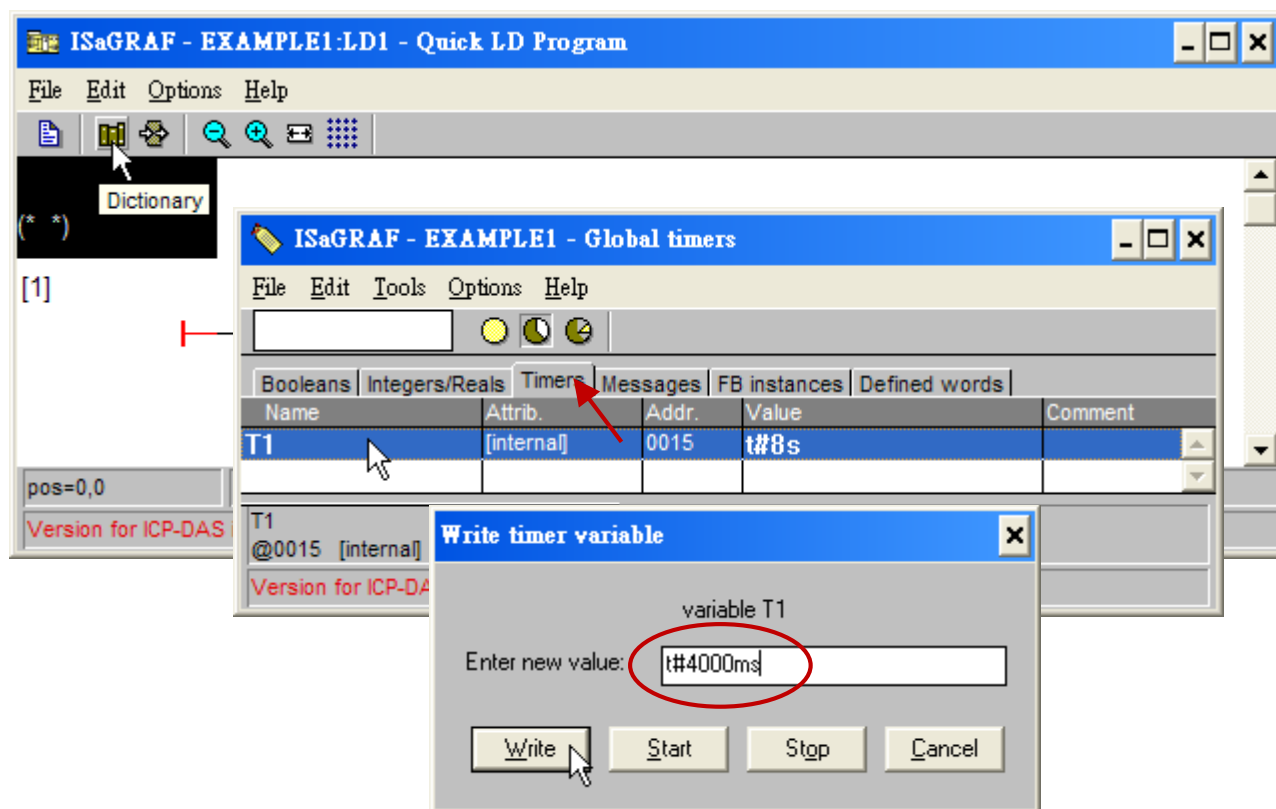 ISaGRAF - EXAMPLE1:LD1 - Quick LD Program
File Edit Options Help
Dictionary
(* *)
[1]
ISaGRAF - EXAMPLE1 - Global timers
File Edit Tools Options Help
Booleans Integers/Reals Timers Messages FB instances Defined words
Name Attrib. Addr. Value Comment
T1 [internal] 0015 t#8s
pos=0,0
Version for ICP-DAS
T1
@0015 [internal]
Version for ICP-DA
Write timer variable
variable T1
Enter new value: t#4000ms
Write Start Stop Cancel